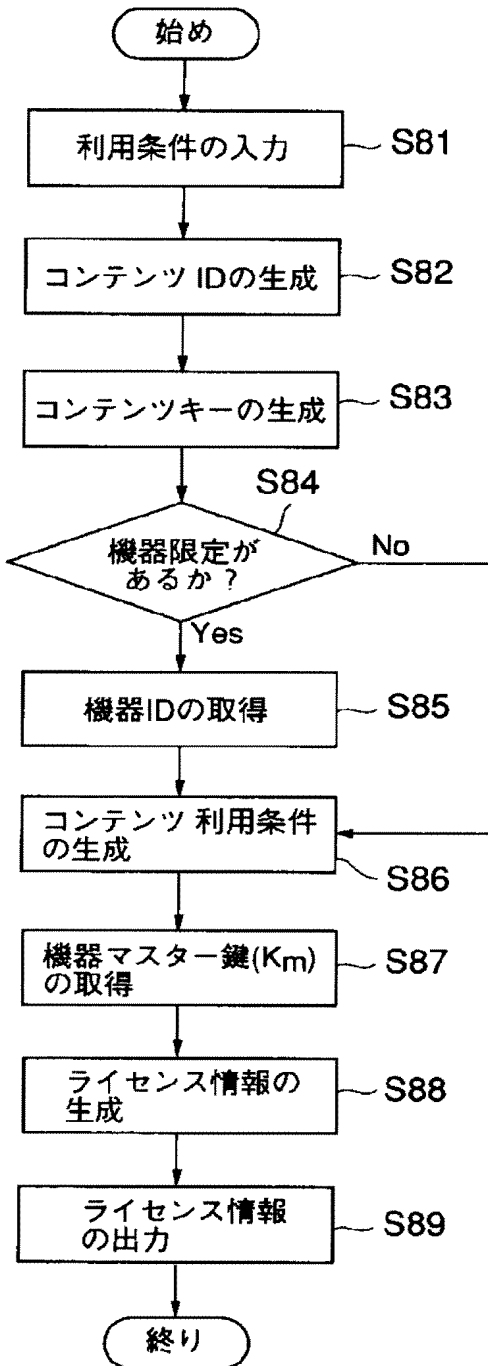 始め
利用条件の入力
S81
コンテンツ IDの生成
S82
コンテンツキーの生成
S83
S84
機器限定が
あるか?
No
Yes
機器IDの取得
S85
コンテンツ 利用条件
の生成
S86
機器マスター鍵(Km)
の取得
S87
ライセンス情報の
生成
S88
ライセンス情報
の出力
S89
終り